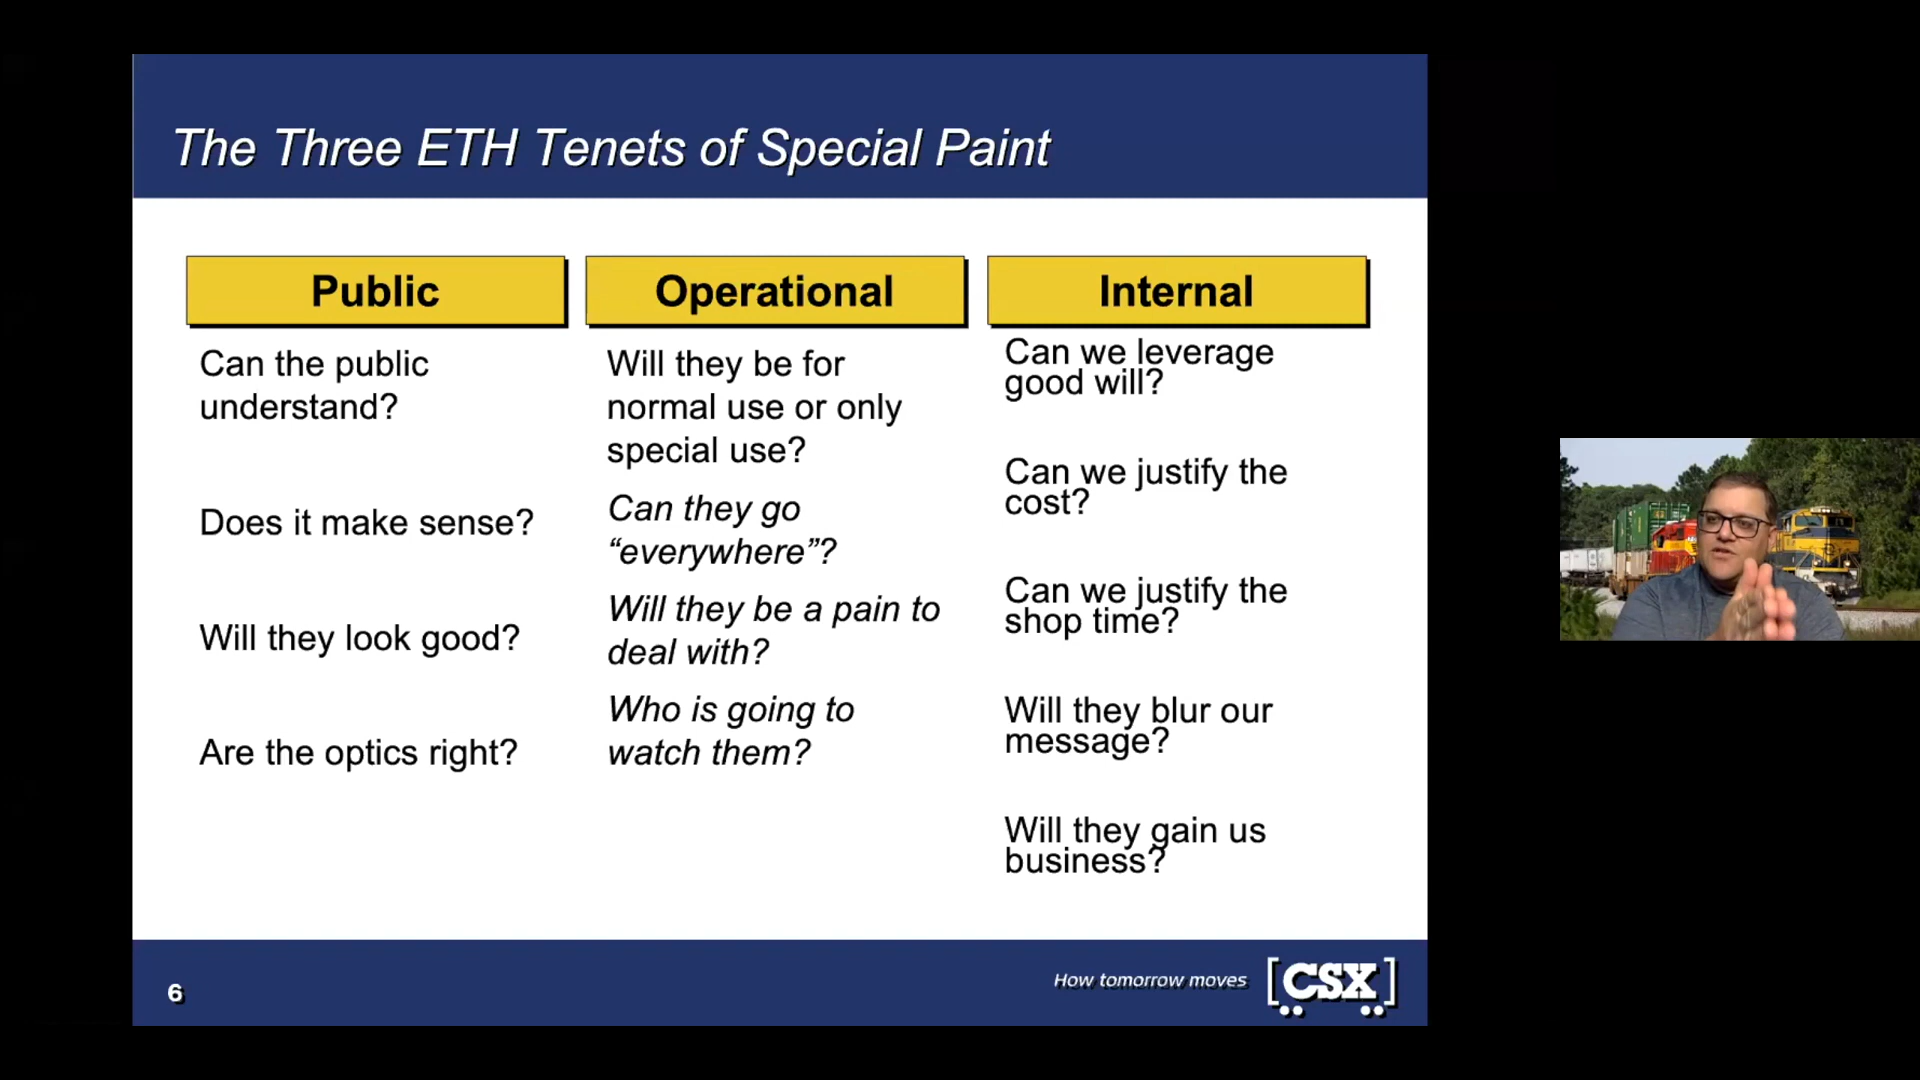 The Three ETH Tenets of Special Paint
Public
Can the public
understand?
Does it make sense?
Will they look good?
Are the optics right?
Operational
Will they be for
normal use or only
special use?
Can they go
“everywhere”?
Will they be a pain to
deal with?
Who is going to
watch them?
Internal
Can we leverage
good will?
Can we justify the
cost?
Can we justify the
shop time?
Will they blur our
message?
Will they gain us
business?
6
How tomorrow moves
[CSX]